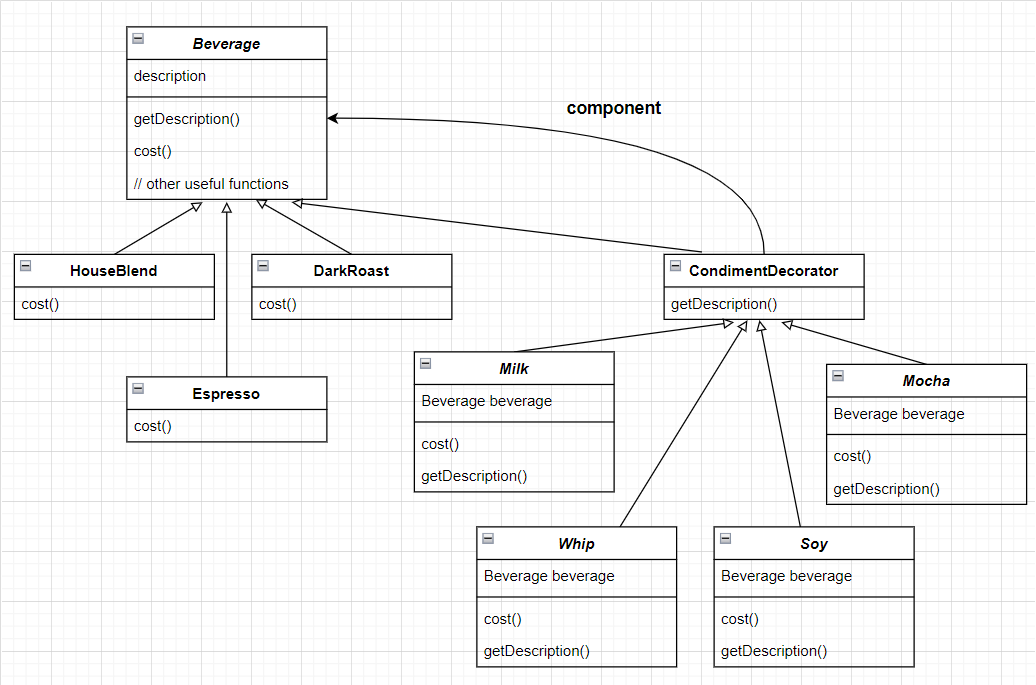 Beverage
description
getDescription()
cost()
// other useful functions
component
HouseBlend
cost()
DarkRoast
cost()
CondimentDecorator
getDescription()
Espresso
cost()
Milk
Beverage beverage
cost()
getDescription()
Mocha
Beverage beverage
cost()
getDescription()
Whip
Beverage beverage
cost()
getDescription()
Soy
Beverage beverage
cost()
getDescription()